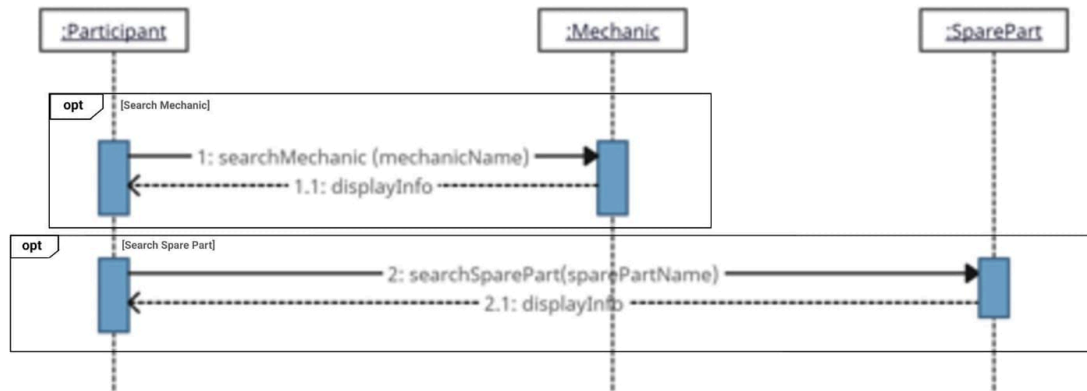 :Participant
:Mechanic
:SparePart
opt
[Search Mechanic]
1: searchMechanic (mechanicName)
1.1: displayInfo
opt
[Search Spare Part]
2: searchSparePart(sparePartName)
2.1: displayInfo